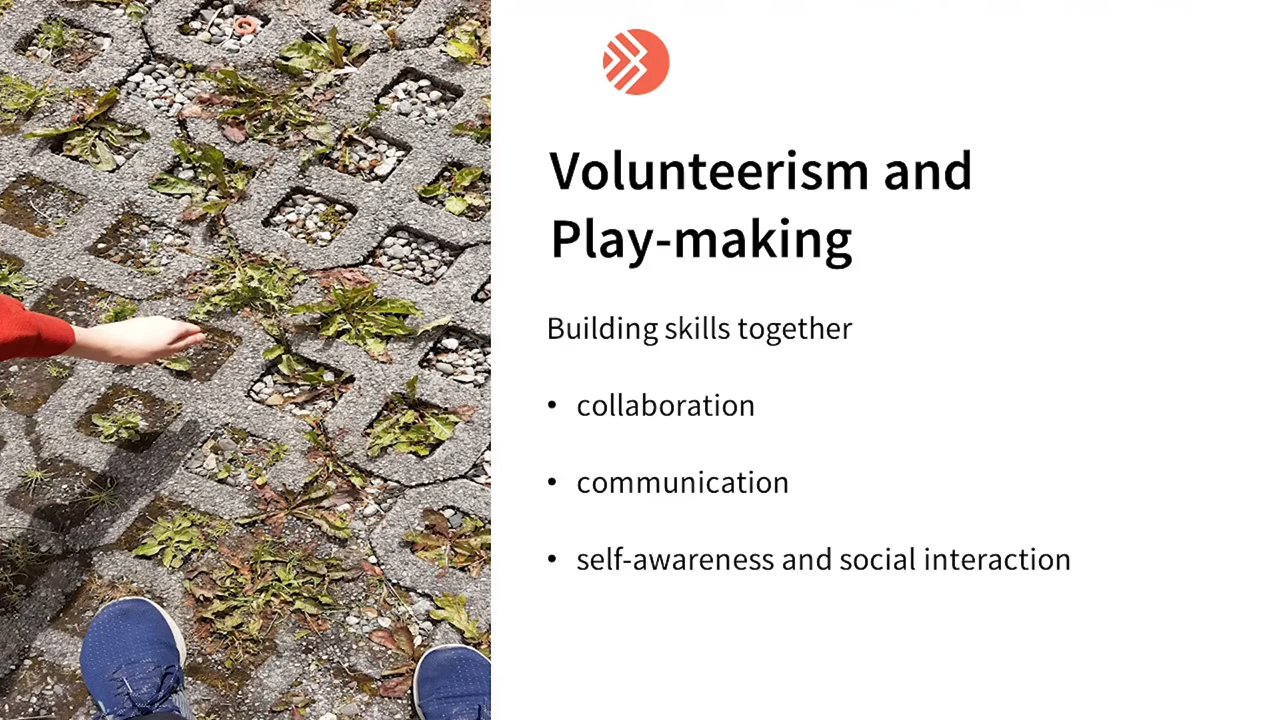 Volunteerism and
Play-making
Building skills together
• collaboration
• communication
• self-awareness and social interaction